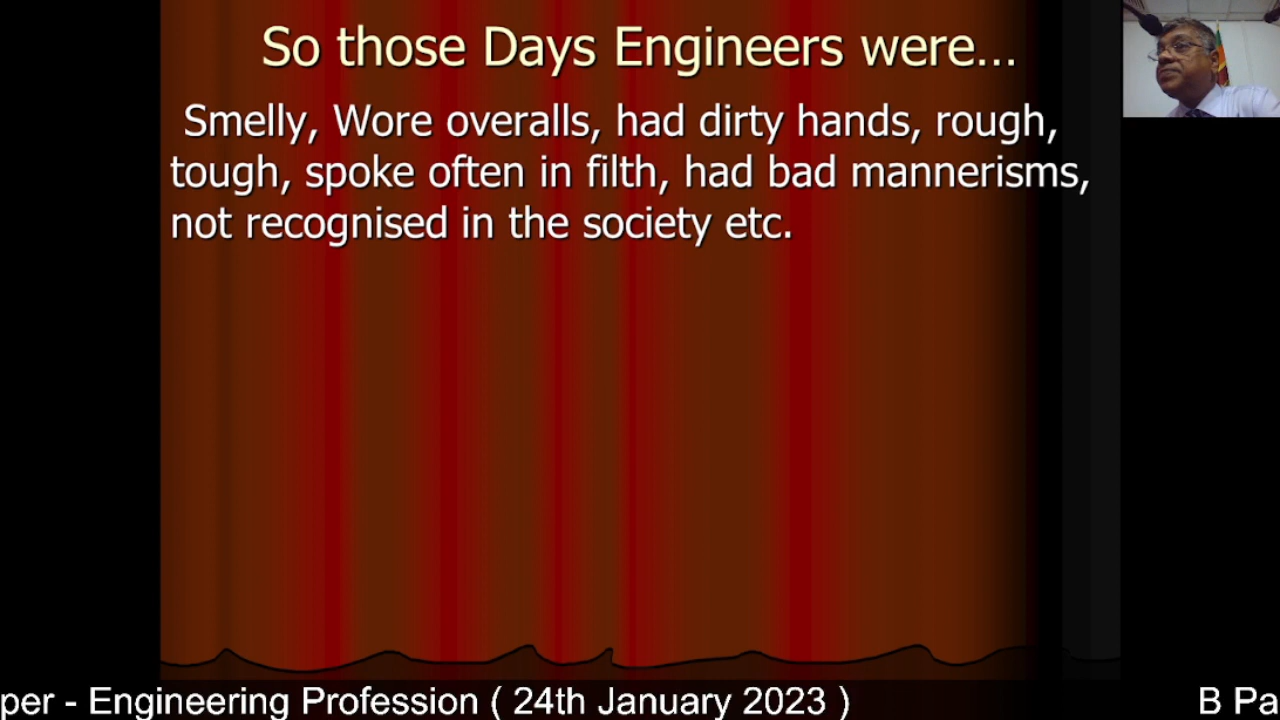 So those Days Engineers were...
Smelly, Wore overalls, had dirty hands, rough,
tough, spoke often in filth, had bad mannerisms,
not recognised in the society etc.
per - Engineering Profession ( 24th January 2023 ) B Pa